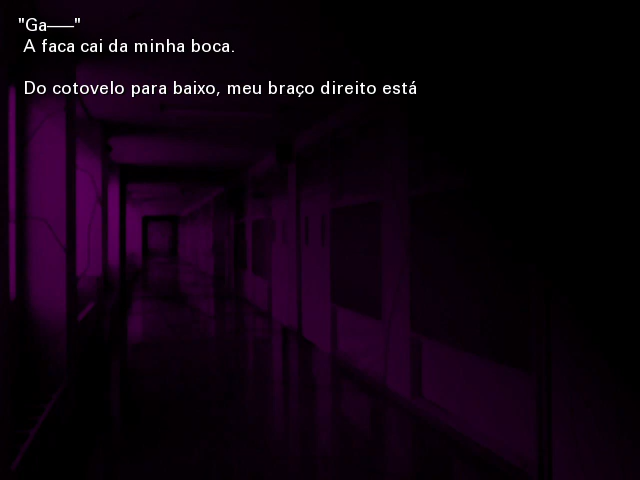 "Ga——"
A faca cai da minha boca.
Do cotovelo para baixo, meu braço direito está